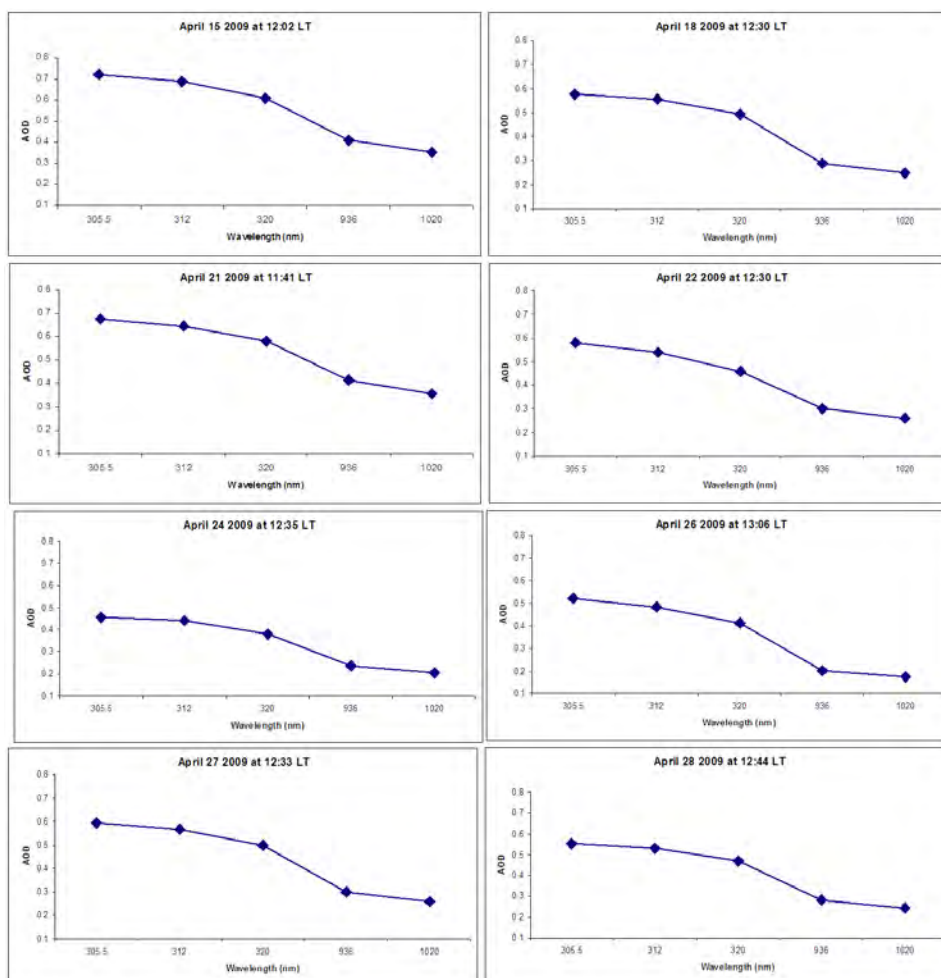 April 15 2009 at 12:02 LT
0.8
0.7
0.6
0.5
0.4
0.3
0.2
0.1
AOD
305.5 312 320 936 1020
Wavelength (nm)
April 18 2009 at 12:30 LT
0.8
0.7
0.6
0.5
0.4
0.3
0.2
0.1
AOD
305.5 312 320 936 1020
Wavelength (nm)
April 21 2009 at 11:41 LT
0.8
0.7
0.6
0.5
0.4
0.3
0.2
0.1
AOD
305.5 312 320 936 1020
Wavelength (nm)
April 22 2009 at 12:30 LT
0.8
0.7
0.6
0.5
0.4
0.3
0.2
0.1
AOD
305.5 312 320 936 1020
Wavelength (nm)
April 24 2009 at 12:35 LT
0.8
0.7
0.6
0.5
0.4
0.3
0.2
0.1
AOD
305.5 312 320 936 1020
Wavelength (nm)
April 26 2009 at 13:06 LT
0.8
0.7
0.6
0.5
0.4
0.3
0.2
0.1
AOD
305.5 312 320 936 1020
Wavelength (nm)
April 27 2009 at 12:33 LT
0.8
0.7
0.6
0.5
0.4
0.3
0.2
0.1
AOD
305.5 312 320 936 1020
Wavelength (nm)
April 28 2009 at 12:44 LT
0.8
0.7
0.6
0.5
0.4
0.3
0.2
0.1
AOD
305.5 312 320 936 1020
Wavelength (nm)